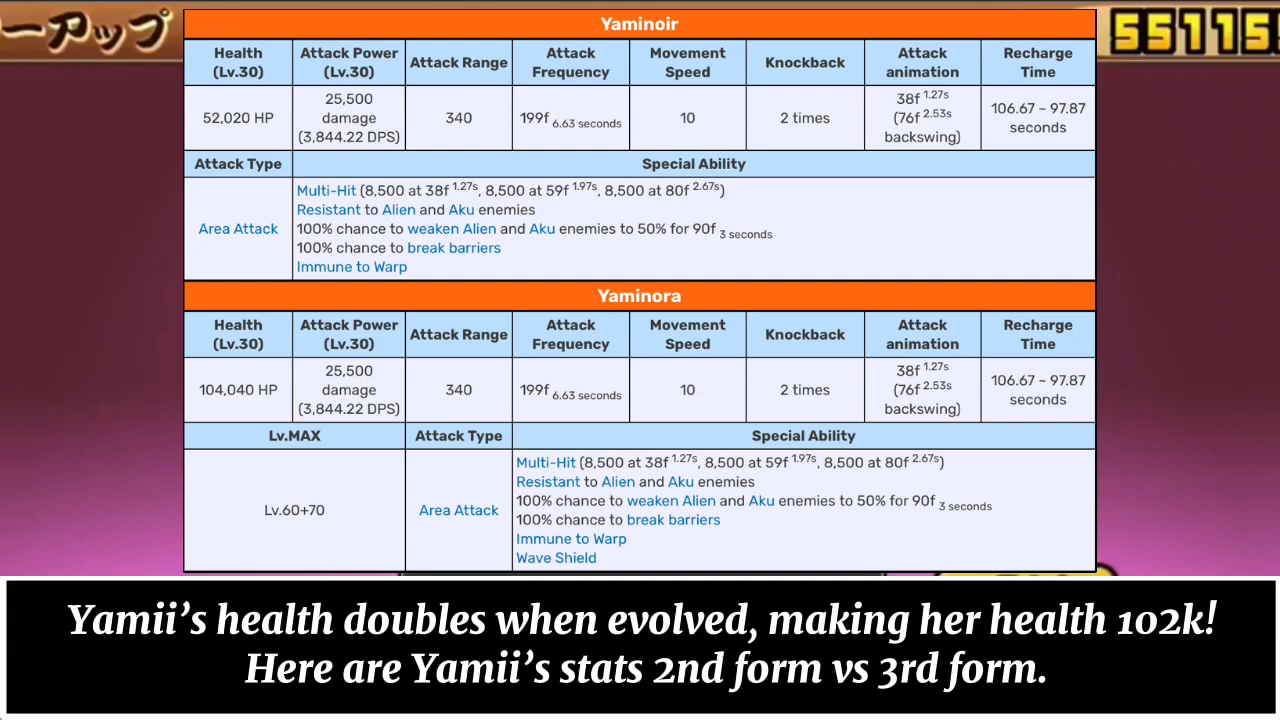 ーアップ
55115
Yaminoir
Health (Lv.30) Attack Power (Lv.30) Attack Range Attack Frequency Movement Speed Knockback Attack animation Recharge Time
52,020 HP 25,500 damage (3,844.22 DPS) 340 199f 6.63 seconds 10 2 times 38f 1.27s (76f 2.53s backswing) 106.67 ~ 97.87 seconds
Attack Type Special Ability
Area Attack
Multi-Hit (8,500 at 38f 1.27s, 8,500 at 59f 1.97s, 8,500 at 80f 2.67s)
Resistant to Alien and Aku enemies
100% chance to weaken Alien and Aku enemies to 50% for 90f 3 seconds
100% chance to break barriers
Immune to Warp
Yaminora
Health (Lv.30) Attack Power (Lv.30) Attack Range Attack Frequency Movement Speed Knockback Attack animation Recharge Time
104,040 HP 25,500 damage (3,844.22 DPS) 340 199f 6.63 seconds 10 2 times 38f 1.27s (76f 2.53s backswing) 106.67 ~ 97.87 seconds
Lv.MAX Attack Type Special Ability
Lv.60+70 Area Attack
Multi-Hit (8,500 at 38f 1.27s, 8,500 at 59f 1.97s, 8,500 at 80f 2.67s)
Resistant to Alien and Aku enemies
100% chance to weaken Alien and Aku enemies to 50% for 90f 3 seconds
100% chance to break barriers
Immune to Warp
Wave Shield
Yamii’s health doubles when evolved, making her health 102k!
Here are Yamii’s stats 2nd form vs 3rd form.